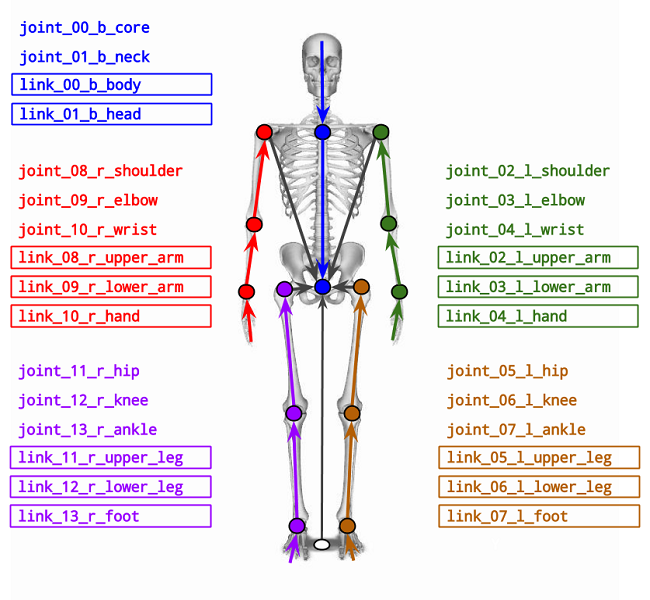 joint_00_b_core
joint_01_b_neck
link_00_b_body
link_01_b_head
joint_08_r_shoulder
joint_09_r_elbow
joint_10_r_wrist
link_08_r_upper_arm
link_09_r_lower_arm
link_10_r_hand
joint_02_l_shoulder
joint_03_l_elbow
joint_04_l_wrist
link_02_l_upper_arm
link_03_l_lower_arm
link_04_l_hand
joint_11_r_hip
joint_12_r_knee
joint_13_r_ankle
link_11_r_upper_leg
link_12_r_lower_leg
link_13_r_foot
joint_05_l_hip
joint_06_l_knee
joint_07_l_ankle
link_05_l_upper_leg
link_06_l_lower_leg
link_07_l_foot